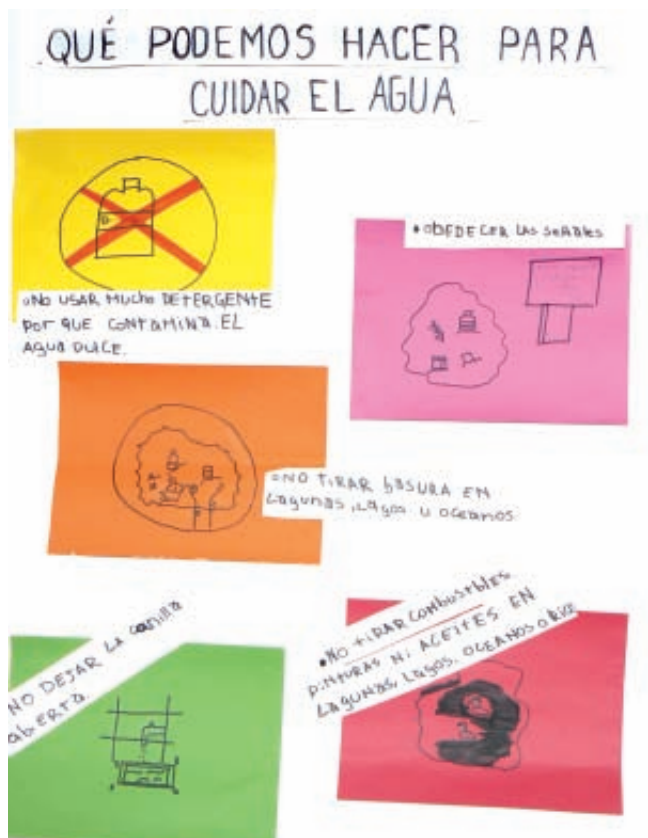 QUÉ PODEMOS HACER PARA
CUIDAR EL AGUA
•No USAR MUCHO DETERGENTE
por QUE CONTAMINA EL
AGUA DULCE.
• OBEDECER LAS SEÑALES
•NO TIRAR bASURA EN
LAgunas, LAgos u oceanos
NO DEJAR LA canilla
abERTA.
•NO tiRAR COMBUSTIBLES
PINTURAS NI ACEITES EN
LAGUNAS, LAgos, OCEANOS O